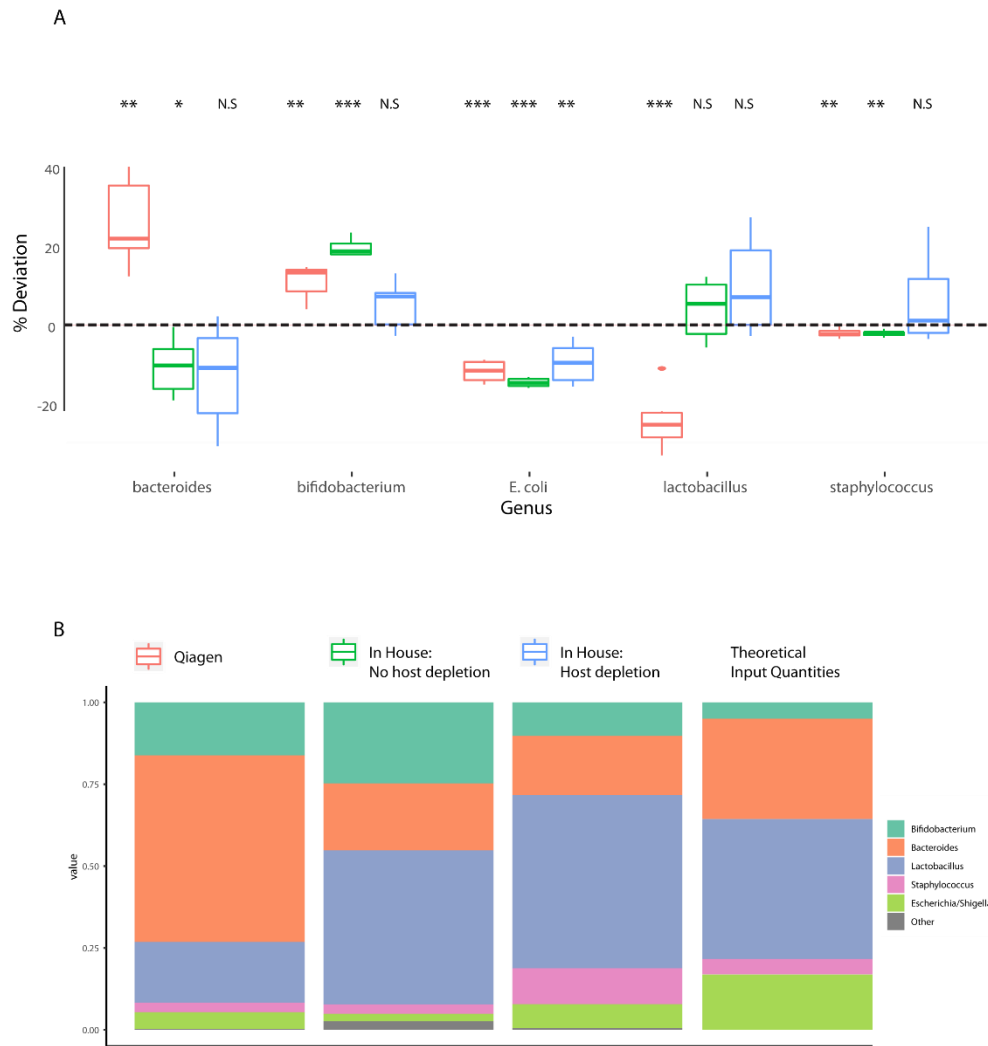 A
** * N.S ** *** N.S *** *** ** *** N.S N.S ** ** N.S
40
20
0
-20
% Deviation
bacteroides bifidobacterium E. coli lactobacillus staphylococcus
Genus
B
Qiagen
In House:
No host depletion
In House:
Host depletion
Theoretical
Input Quantities
1.00
0.75
0.50
0.25
0.00
value
Bifidobacterium
Bacteroides
Lactobacillus
Staphylococcus
Escherichia/Shigell
Other